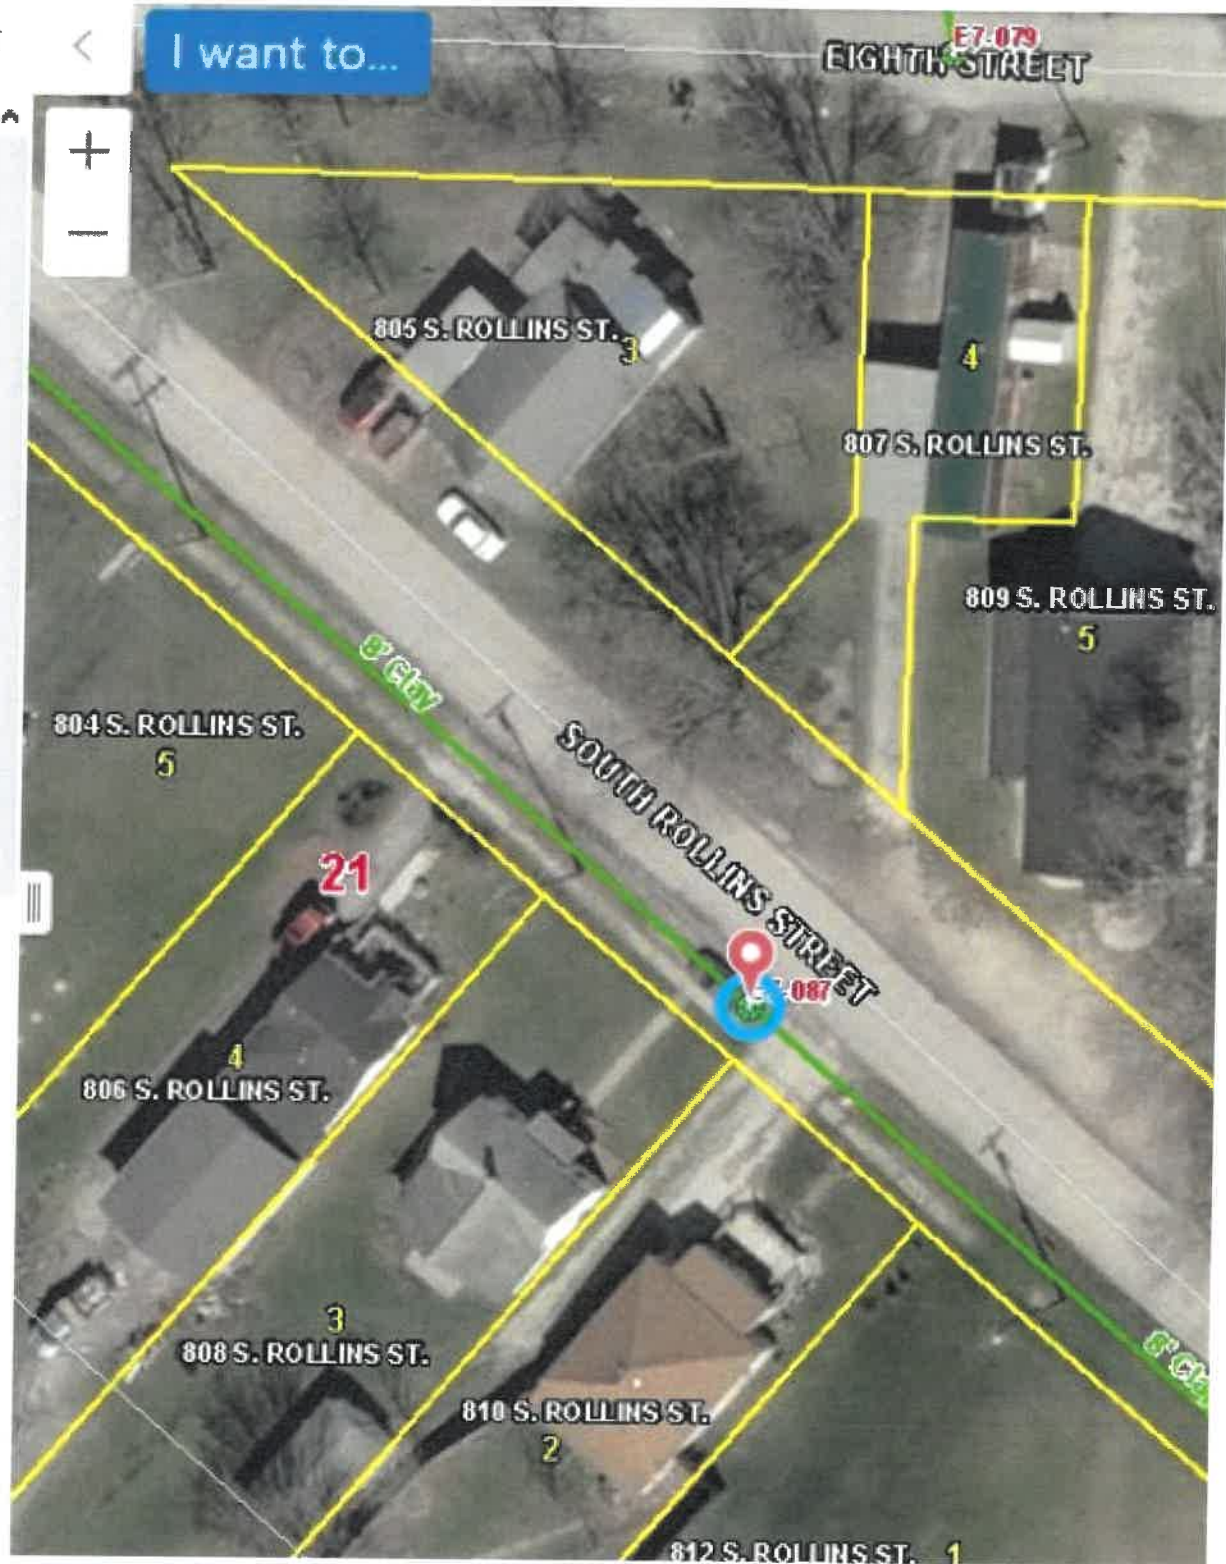 I want to...
E7-079
EIGHTH STREET
805 S. ROLLINS ST.
3
4
807 S. ROLLINS ST.
809 S. ROLLINS ST.
5
8" Clay
804 S. ROLLINS ST.
5
SOUTH ROLLINS STREET
21
087
4
806 S. ROLLINS ST.
3
808 S. ROLLINS ST.
8" Clay
810 S. ROLLINS ST.
2
812 S. ROLLINS ST. 1